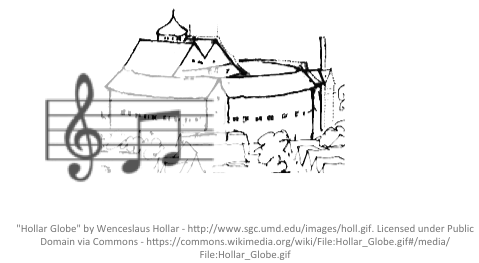 "Hollar Globe" by Wenceslaus Hollar - http://www.sgc.umd.edu/images/holl.gif. Licensed under Public
Domain via Commons - https://commons.wikimedia.org/wiki/File:Hollar_Globe.gif#/media/
File:Hollar_Globe.gif